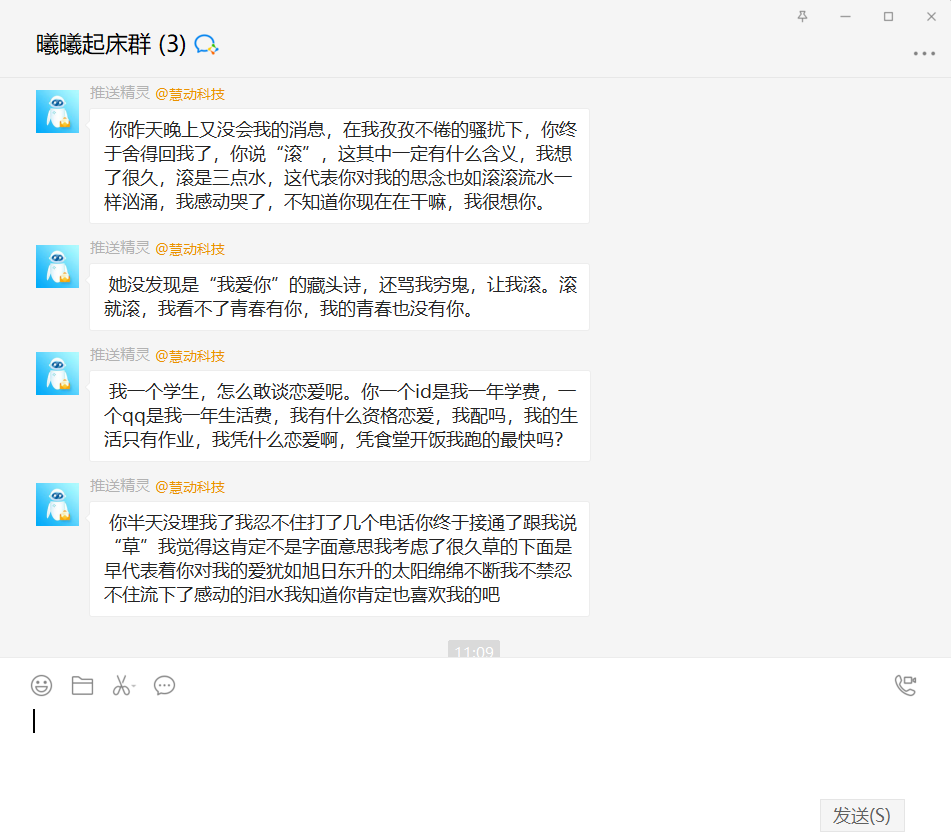 曦曦起床群 (3)
推送精灵 @慧动科技
你昨天晚上又没会我的消息，在我孜孜不倦的骚扰下，你终
于舍得回我了，你说“滚”，这其中一定有什么含义，我想
了很久，滚是三点水，这代表你对我的思念也如滚滚流水一
样汹涌，我感动哭了，不知道你现在在干嘛，我很想你。
推送精灵 @慧动科技
她没发现是“我爱你”的藏头诗，还骂我穷鬼，让我滚。滚
就滚，我看不了青春有你，我的青春也没有你。
推送精灵 @慧动科技
我一个学生，怎么敢谈恋爱呢。你一个id是我一年学费，一
个qq是我一年生活费，我有什么资格恋爱，我配吗，我的生
活只有作业，我凭什么恋爱啊，凭食堂开饭我跑的最快吗？
推送精灵 @慧动科技
你半天没理我了我忍不住打了几个电话你终于接通了跟我说
“草”我觉得这肯定不是字面意思我考虑了很久草的下面是
早代表着你对我的爱犹如旭日东升的太阳绵绵不断我不禁忍
不住流下了感动的泪水我知道你肯定也喜欢我的吧
11:09
发送(S)